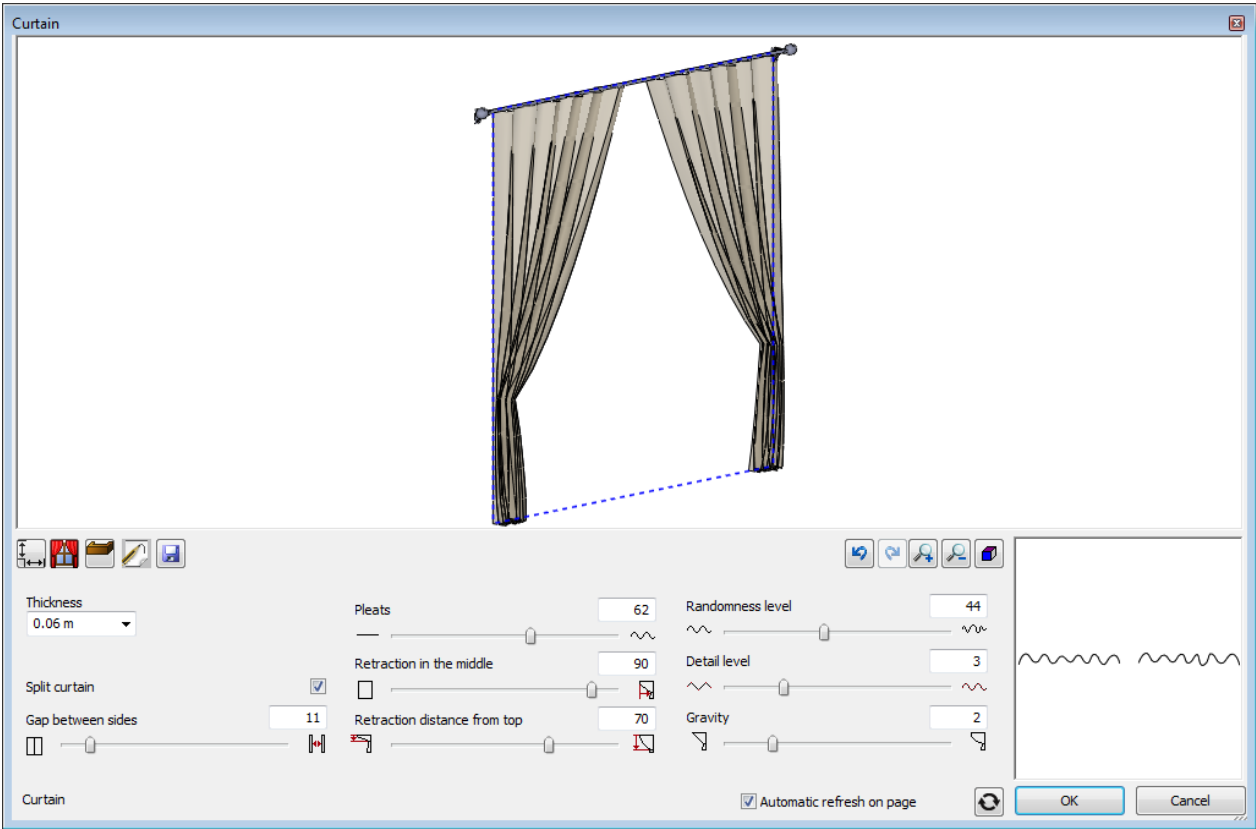 Curtain
Thickness
0.06 m
Split curtain
Gap between sides 11
Pleats 62
Retraction in the middle 90
Retraction distance from top 70
Randomness level 44
Detail level 3
Gravity 2
Curtain
Automatic refresh on page
OK
Cancel